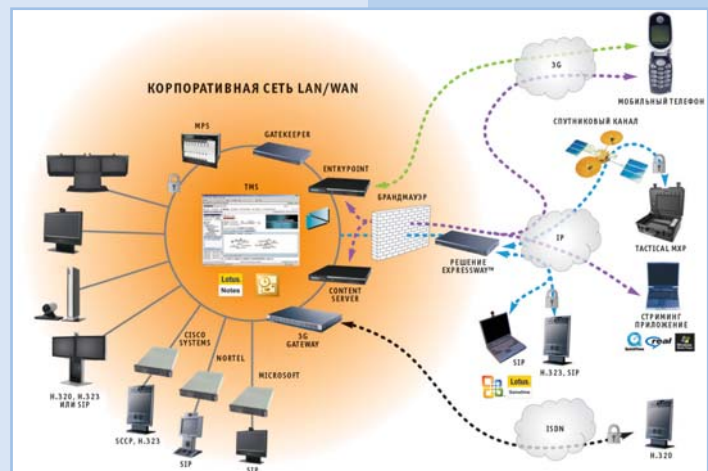 КОРПОРАТИВНАЯ СЕТЬ LAN/WAN
3G
МОБИЛЬНЫЙ ТЕЛЕФОН
СПУТНИКОВЫЙ КАНАЛ
MPS
GATEKEEPER
ENTRYPOINT
TMS
БРАНДМАУЭР
IP
TACTICAL MXP
РЕШЕНИЕ
EXPRESSWAY™
Lotus
Notes
CONTENT
SERVER
3G
GATEWAY
СТРИМИНГ
ПРИЛОЖЕНИЕ
real
SIP
Lotus
H.323, SIP
CISCO
SYSTEMS
NORTEL
MICROSOFT
H.320, H.323
ИЛИ SIP
SCCP, H.323
SIP
SIP
ISDN
H.320